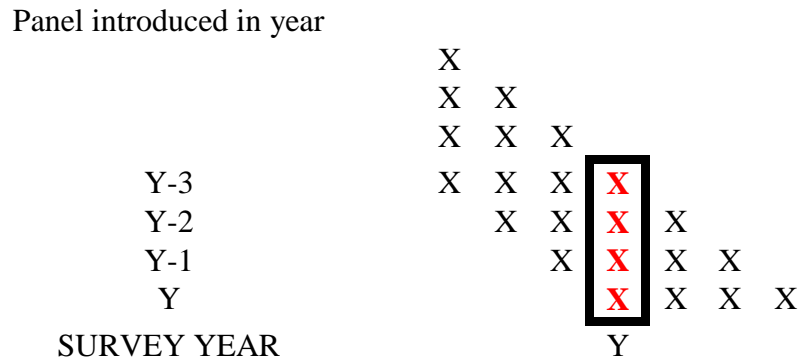 Panel introduced in year
X
X X
X X X
Y-3 X X X X
Y-2 X X X X
Y-1 X X X X
Y X X X X
SURVEY YEAR Y